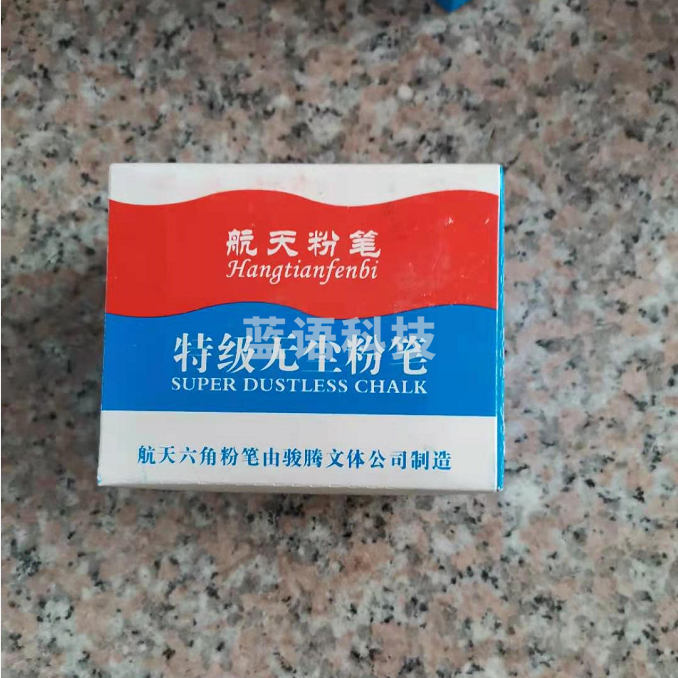 航天粉笔
Hangtianfenbi
特级无尘粉笔
蓝语科技
SUPER DUSTLESS CHALK
航天六角粉笔由骏腾文体公司制造